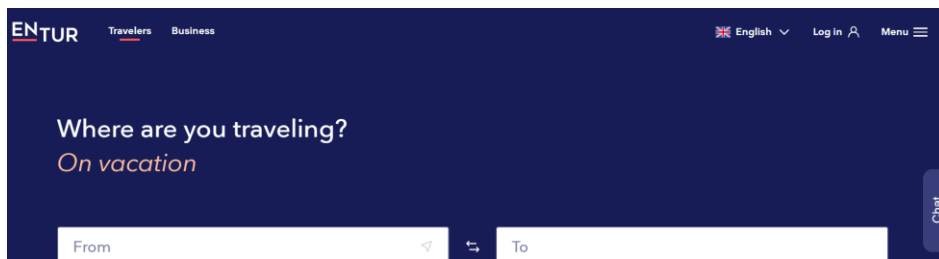 ENTUR Travelers Business English Log in Menu
Where are you traveling?
On vacation
Chat
From To